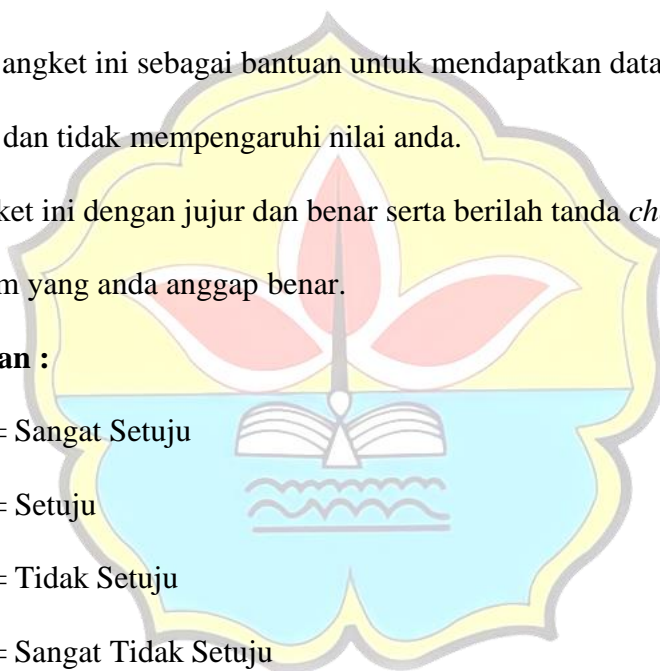 angket ini sebagai bantuan untuk mendapatkan data
dan tidak mempengaruhi nilai anda.
ket ini dengan jujur dan benar serta berilah tanda ch
m yang anda anggap benar.
an :
= Sangat Setuju
= Setuju
= Tidak Setuju
= Sangat Tidak Setuju